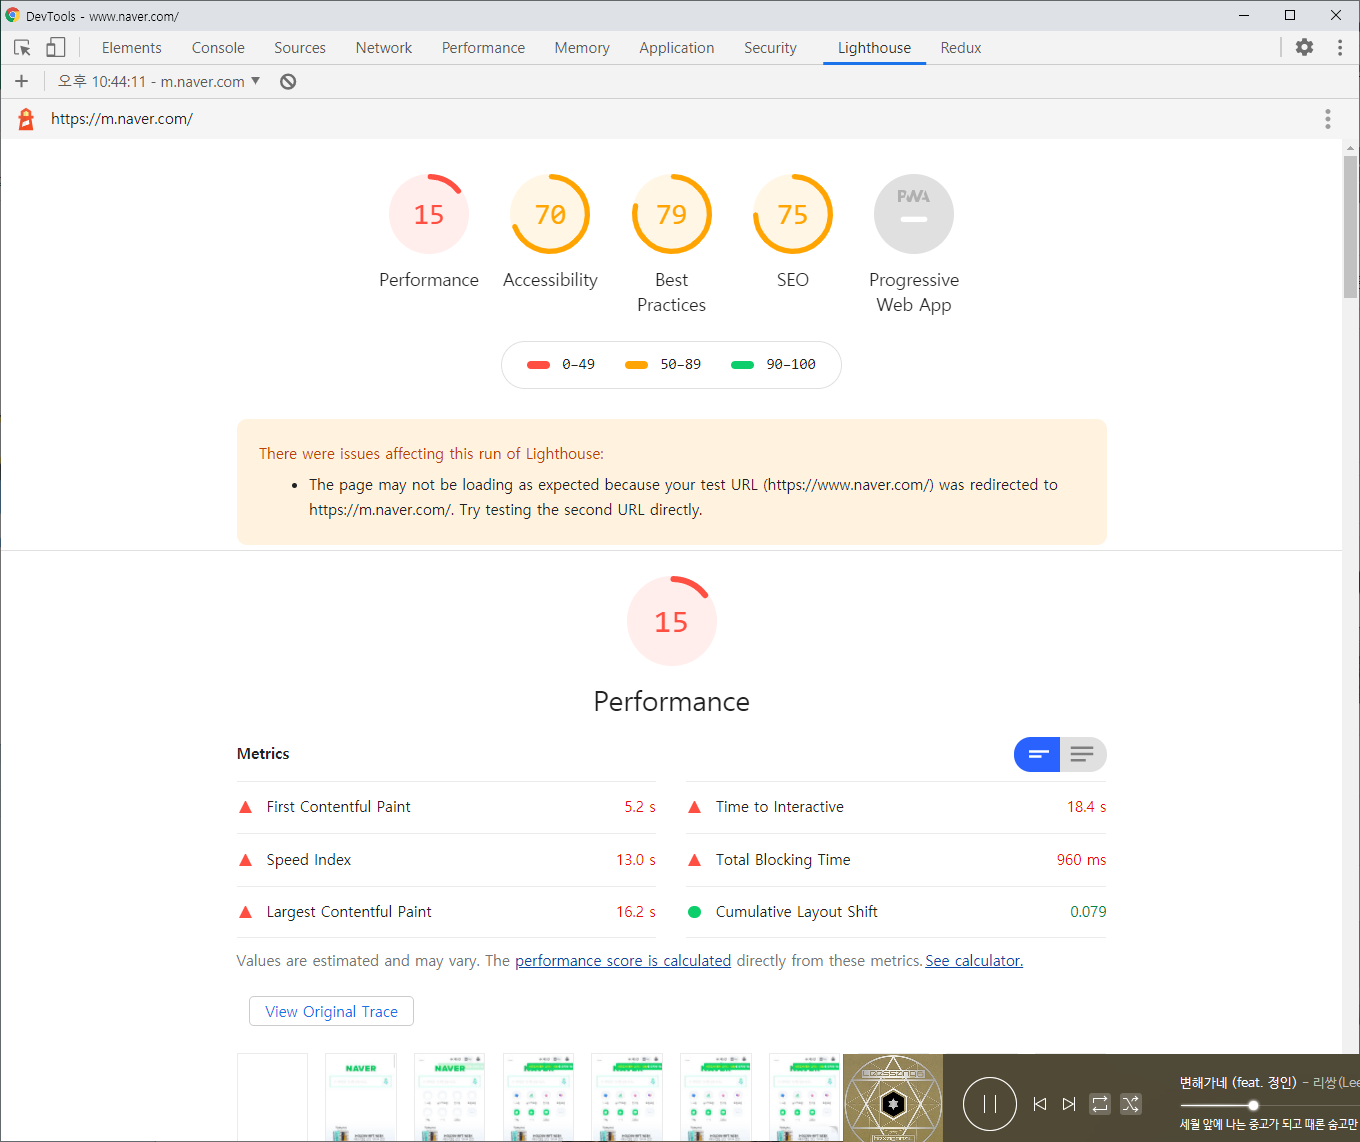 DevTools - www.naver.com/
Elements Console Sources Network Performance Memory Application Security Lighthouse Redux
오후 10:44:11 - m.naver.com
https://m.naver.com/
15 70 79 75 PWA
Performance Accessibility Best Practices SEO Progressive Web App
0–49 50–89 90–100
There were issues affecting this run of Lighthouse:
The page may not be loading as expected because your test URL (https://www.naver.com/) was redirected to
https://m.naver.com/. Try testing the second URL directly.
15
Performance
Metrics
First Contentful Paint 5.2 s Time to Interactive 18.4 s
Speed Index 13.0 s Total Blocking Time 960 ms
Largest Contentful Paint 16.2 s Cumulative Layout Shift 0.079
Values are estimated and may vary. The performance score is calculated directly from these metrics. See calculator.
View Original Trace
NAVER NAVER
변해가네 (feat. 정인) – 리쌍(Lee
세월 앞에 나는 중고가 되고 때론 숨고만